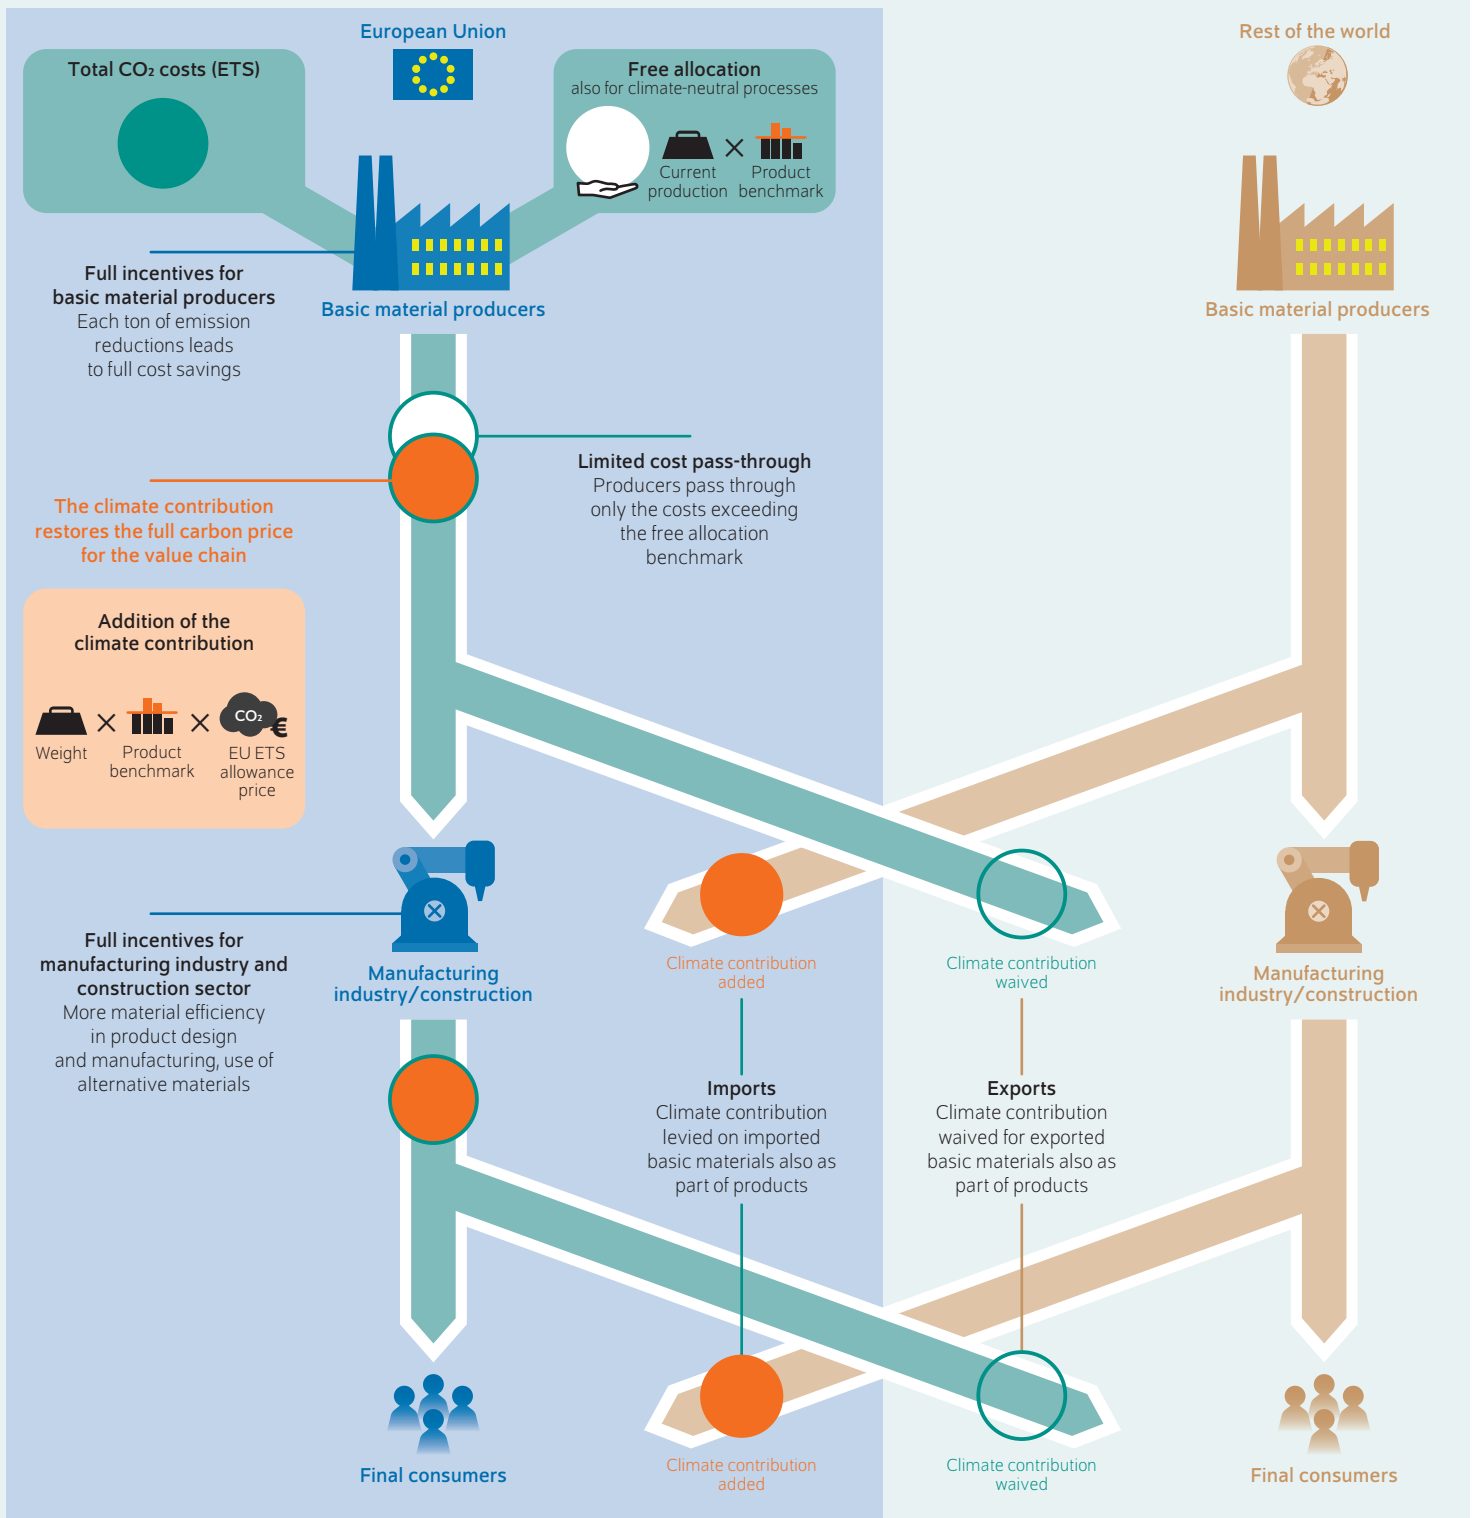 European Union
Rest of the world
Total CO₂ costs (ETS)
Free allocation
also for climate-neutral processes
Current
production
×
Product
benchmark
Full incentives for
basic material producers
Each ton of emission
reductions leads
to full cost savings
Basic material producers
Basic material producers
Limited cost pass-through
Producers pass through
only the costs exceeding
the free allocation
benchmark
The climate contribution
restores the full carbon price
for the value chain
Addition of the
climate contribution
Weight
×
Product
benchmark
×
CO₂
€
EU ETS
allowance
price
Full incentives for
manufacturing industry and
construction sector
More material efficiency
in product design
and manufacturing, use of
alternative materials
Manufacturing
industry/construction
Climate contribution
added
Climate contribution
waived
Manufacturing
industry/construction
Imports
Climate contribution
levied on imported
basic materials also as
part of products
Exports
Climate contribution
waived for exported
basic materials also as
part of products
Final consumers
Climate contribution
added
Climate contribution
waived
Final consumers